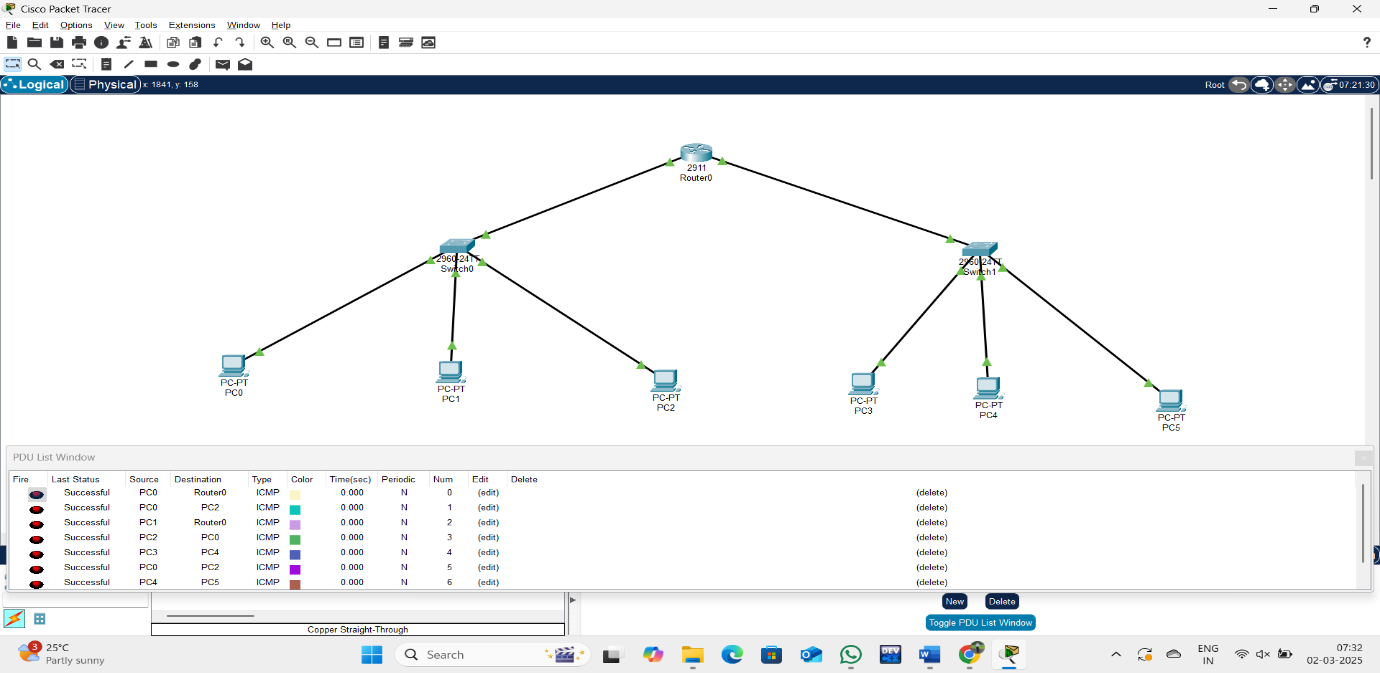 Cisco Packet Tracer
File Edit Options View Tools Extensions Window Help
?
Logical Physical x: 1841, y: 158 Root 07:21:30
2911
Router0
2960-24TT
Switch0
2960-24TT
Switch1
PC-PT
PC0
PC-PT
PC1
PC-PT
PC2
PC-PT
PC3
PC-PT
PC4
PC-PT
PC5
PDU List Window
Fire Last Status Source Destination Type Color Time(sec) Periodic Num Edit Delete
Successful PC0 Router0 ICMP 0.000 N 0 (edit) (delete)
Successful PC0 PC2 ICMP 0.000 N 1 (edit) (delete)
Successful PC1 Router0 ICMP 0.000 N 2 (edit) (delete)
Successful PC2 PC0 ICMP 0.000 N 3 (edit) (delete)
Successful PC3 PC4 ICMP 0.000 N 4 (edit) (delete)
Successful PC0 PC2 ICMP 0.000 N 5 (edit) (delete)
Successful PC4 PC5 ICMP 0.000 N 6 (edit) (delete)
New Delete
Toggle PDU List Window
Copper Straight-Through
3
25°C
Partly sunny
Search
DEV
ENG
IN
07:32
02-03-2025